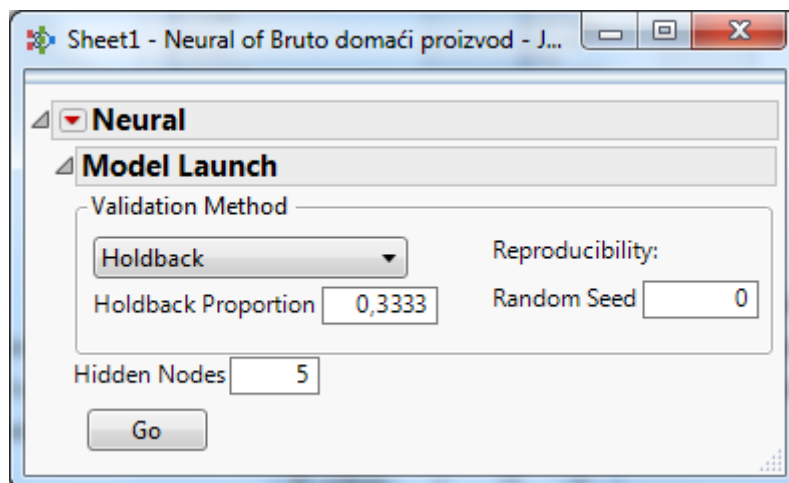 Sheet1 - Neural of Bruto domaći proizvod - J...
Neural
Model Launch
Validation Method
Holdback
Reproducibility:
Holdback Proportion 0,3333
Random Seed 0
Hidden Nodes 5
Go